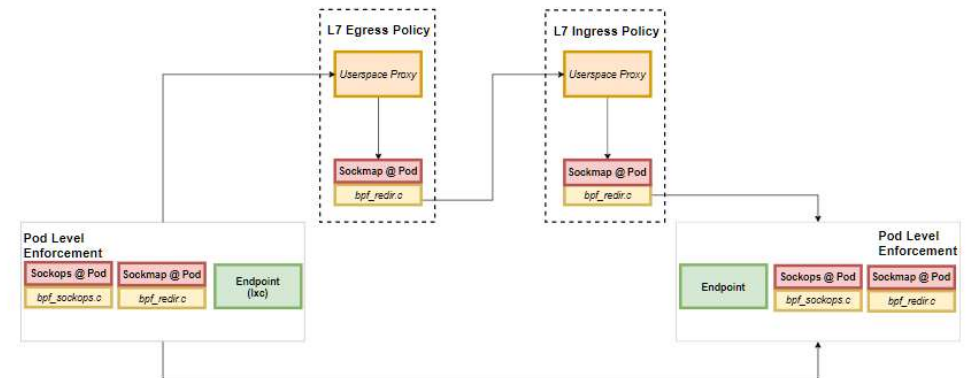 L7 Egress Policy
Userspace Proxy
Sockmap @ Pod
bpf_redir.c
L7 Ingress Policy
Userspace Proxy
Sockmap @ Pod
bpf_redir.c
Pod Level
Enforcement
Sockops @ Pod
bpf_sockops.c
Sockmap @ Pod
bpf_redir.c
Endpoint
(lxc)
Pod Level
Enforcement
Endpoint
Sockops @ Pod
bpf_sockops.c
Sockmap @ Pod
bpf_redir.c